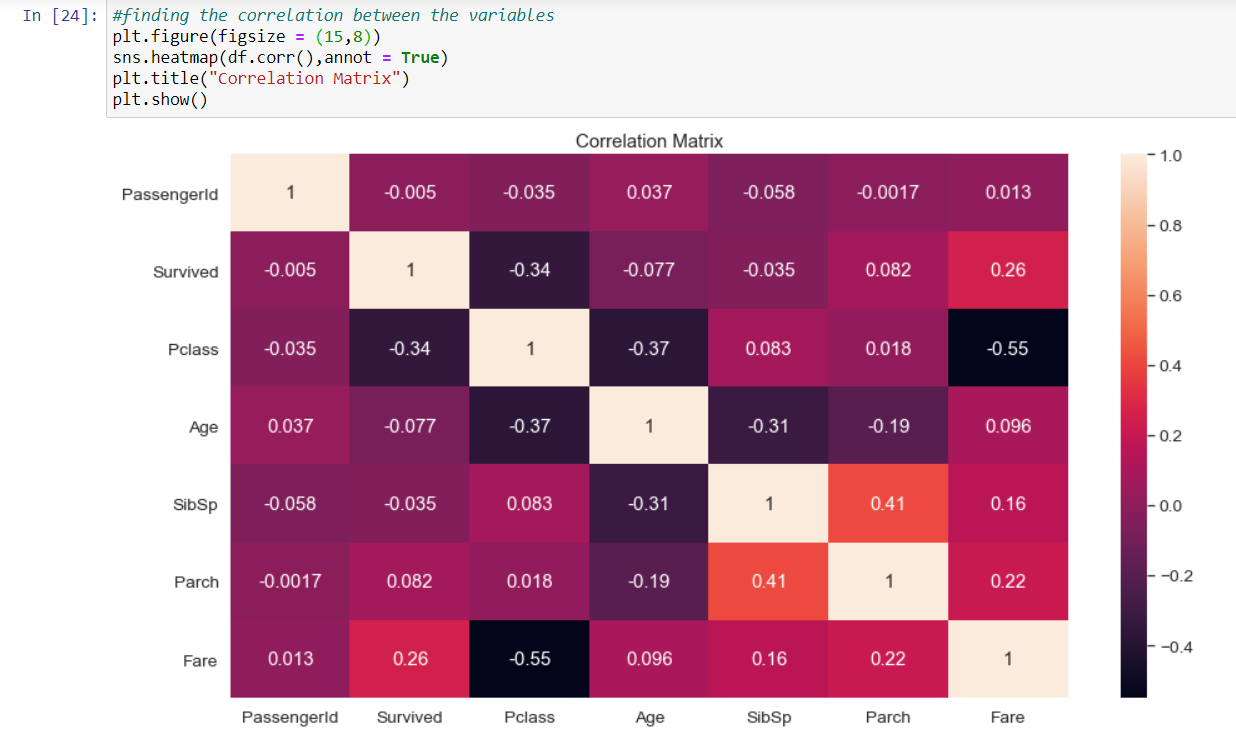 In [24]: #finding the correlation between the variables
plt.figure(figsize = (15,8))
sns.heatmap(df.corr(),annot = True)
plt.title("Correlation Matrix")
plt.show()
Correlation Matrix
PassengerId 1 -0.005 -0.035 0.037 -0.058 -0.0017 0.013
Survived -0.005 1 -0.34 -0.077 -0.035 0.082 0.26
Pclass -0.035 -0.34 1 -0.37 0.083 0.018 -0.55
Age 0.037 -0.077 -0.37 1 -0.31 -0.19 0.096
SibSp -0.058 -0.035 0.083 -0.31 1 0.41 0.16
Parch -0.0017 0.082 0.018 -0.19 0.41 1 0.22
Fare 0.013 0.26 -0.55 0.096 0.16 0.22 1
PassengerId Survived Pclass Age SibSp Parch Fare
1.0
0.8
0.6
0.4
0.2
0.0
−0.2
−0.4